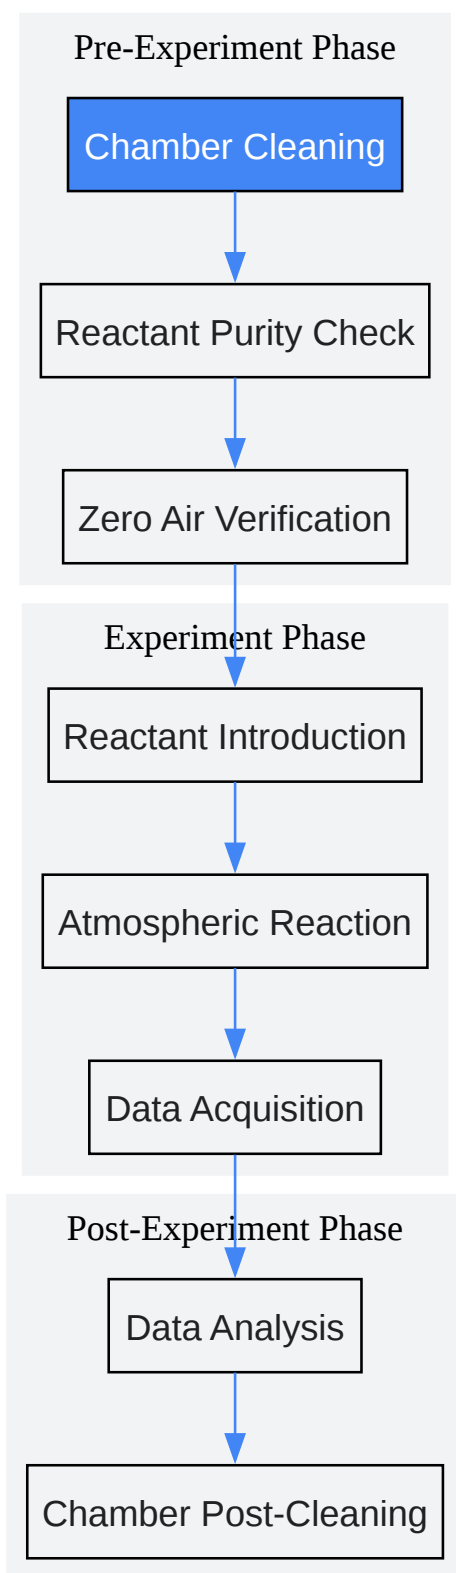 Pre-Experiment Phase
Chamber Cleaning
Reactant Purity Check
Zero Air Verification
Experiment Phase
Reactant Introduction
Atmospheric Reaction
Data Acquisition
Post-Experiment Phase
Data Analysis
Chamber Post-Cleaning